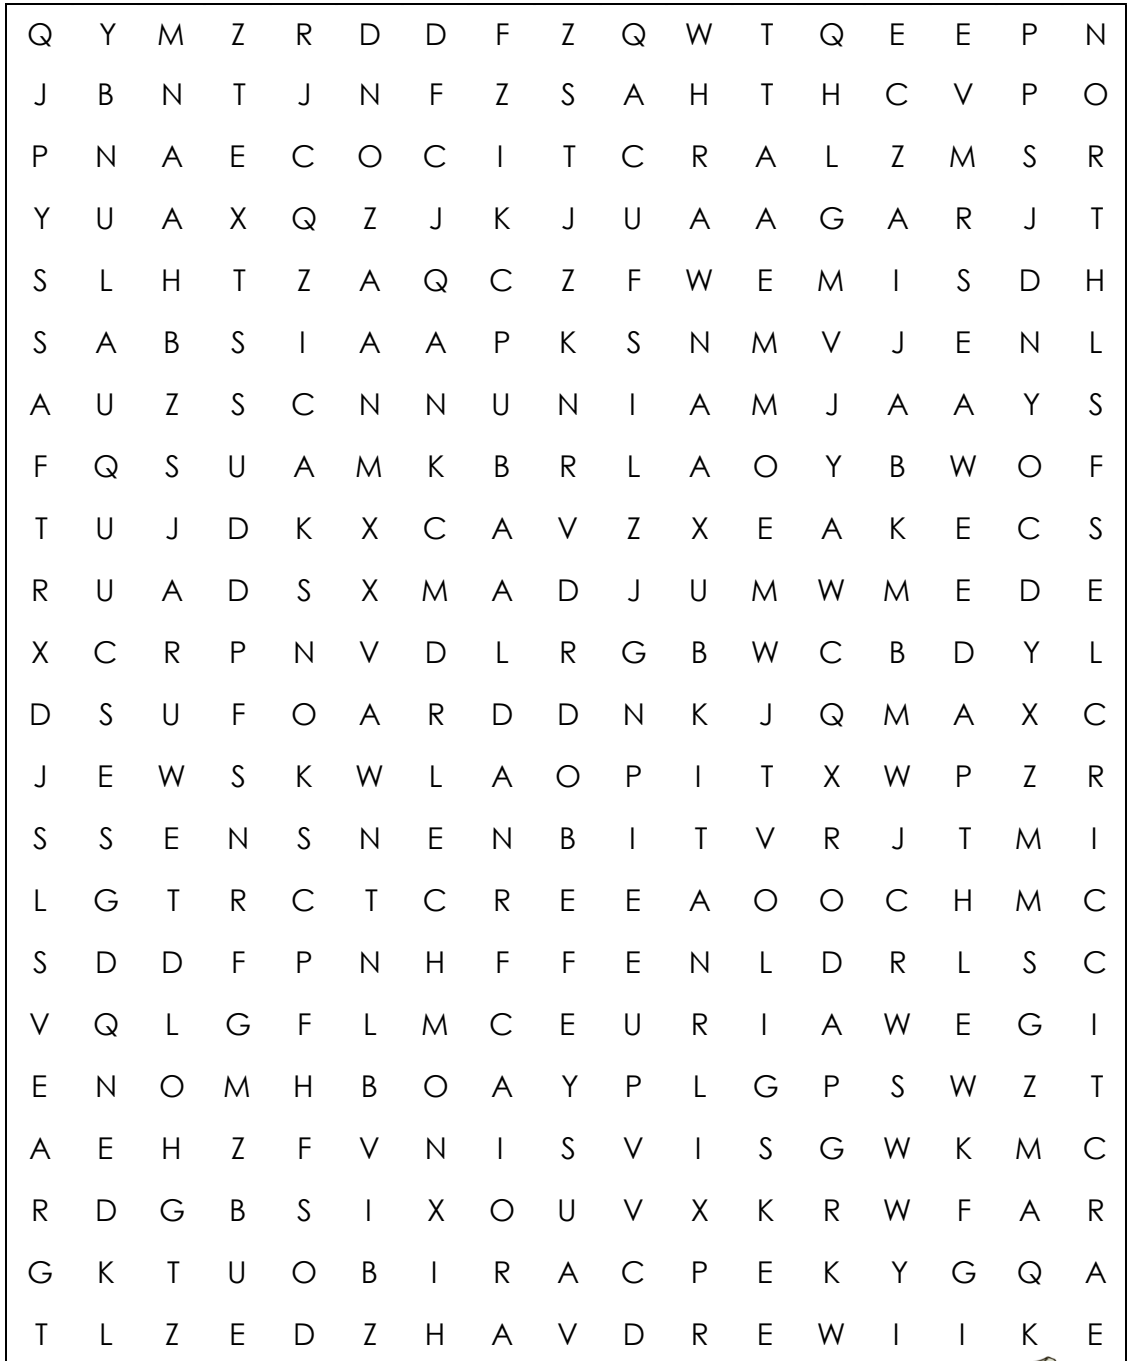 Q Y M Z R D D F Z Q W T Q E E P N
J B N T J N F Z S A H T H C V P O
P N A E C O C I T C R A L Z M S R
Y U A X Q Z J K J U A A G A R J T
S L H T Z A Q C Z F W E M I S D H
S A B S I A A P K S N M V J E N L
A U Z S C N N U N I A M J A A Y S
F Q S U A M K B R L A O Y B W O F
T U J D K X C A V Z X E A K E C S
R U A D S X M A D J U M W M E D E
X C R P N V D L R G B W C B D Y L
D S U F O A R D D N K J Q M A X C
J E W S K W L A O P I T X W P Z R
S S E N S N E N B I T V R J T M I
L G T R C T C R E E A O O C H M C
S D D F P N H F F E N L D R L S C
V Q L G F L M C E U R I A W E G I
E N O M H B O A Y P L G P S W Z T
A E H Z F V N I S V I S G W K M C
R D G B S I X O U V X K R W F A R
G K T U O B I R A C P E K Y G Q A
T L Z E D Z H A V D R E W I I K E